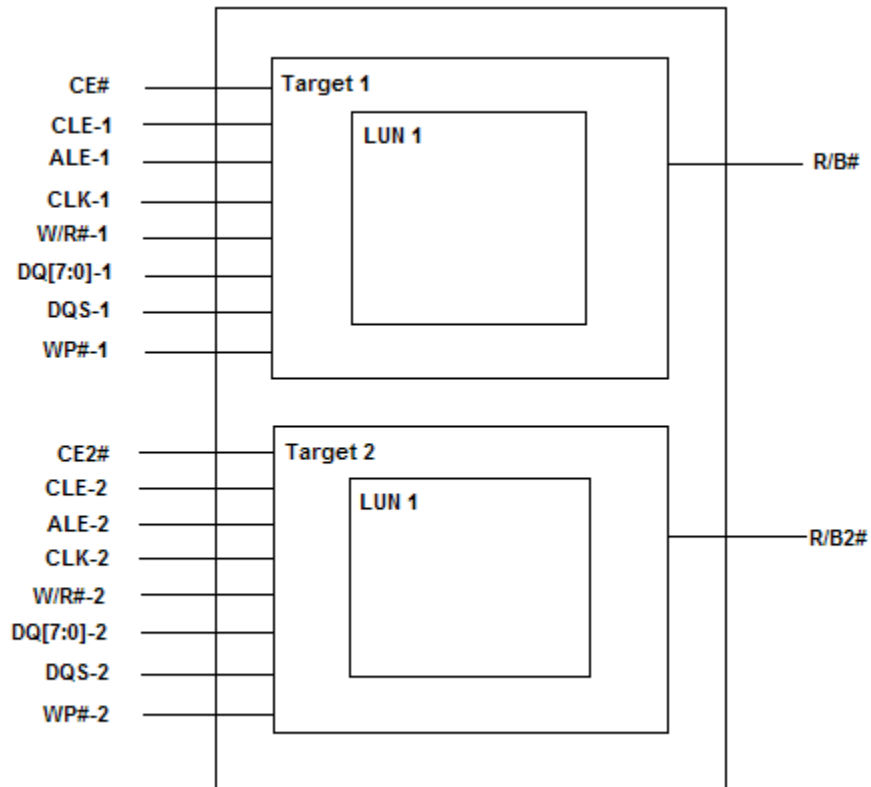 CE#
Target 1
CLE-1
LUN 1
ALE-1
R/B#
CLK-1
W/R#-1
DQ[7:0]-1
DQS-1
WP#-1
CE2#
Target 2
CLE-2
LUN 1
ALE-2
R/B2#
CLK-2
W/R#-2
DQ[7:0]-2
DQS-2
WP#-2